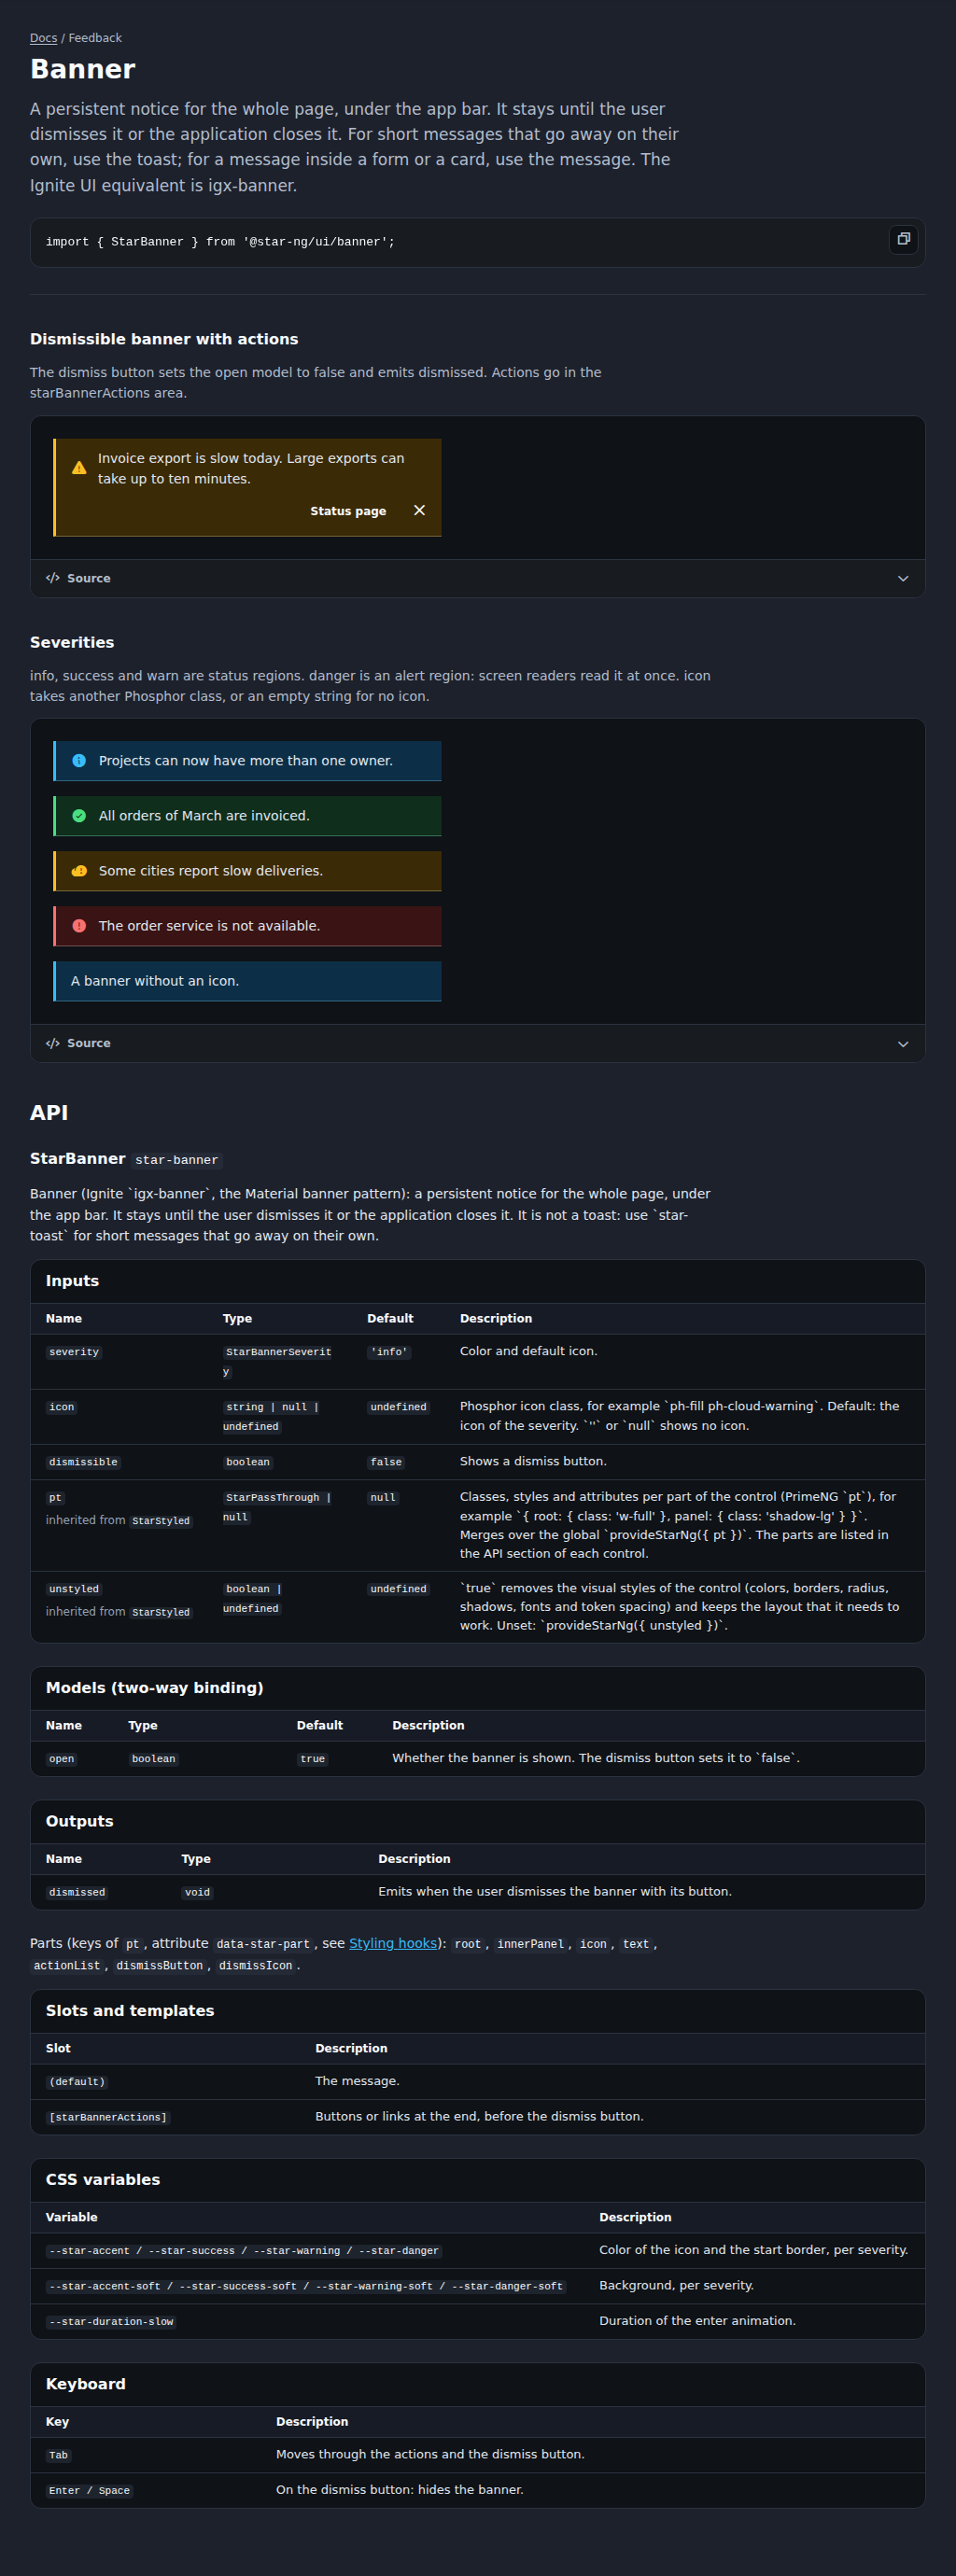 Docs / Feedback
Banner
A persistent notice for the whole page, under the app bar. It stays until the user
dismisses it or the application closes it. For short messages that go away on their
own, use the toast; for a message inside a form or a card, use the message. The
Ignite UI equivalent is igx-banner.
import { StarBanner } from '@star-ng/ui/banner';
Dismissible banner with actions
The dismiss button sets the open model to false and emits dismissed. Actions go in the
starBannerActions area.
Invoice export is slow today. Large exports can
take up to ten minutes.
Status page
Source
Severities
info, success and warn are status regions. danger is an alert region: screen readers read it at once. icon
takes another Phosphor class, or an empty string for no icon.
Projects can now have more than one owner.
All orders of March are invoiced.
Some cities report slow deliveries.
The order service is not available.
A banner without an icon.
Source
API
StarBanner star-banner
Banner (Ignite `igx-banner`, the Material banner pattern): a persistent notice for the whole page, under
the app bar. It stays until the user dismisses it or the application closes it. It is not a toast: use `star-
toast` for short messages that go away on their own.
Inputs
Name Type Default Description
severity StarBannerSeverit 'info' Color and default icon.
y
icon string | null | undefined Phosphor icon class, for example `ph-fill ph-cloud-warning`. Default: the
undefined icon of the severity. `''` or `null` shows no icon.
dismissible boolean false Shows a dismiss button.
pt StarPassThrough | null Classes, styles and attributes per part of the control (PrimeNG `pt`), for
inherited from StarStyled null example `{ root: { class: 'w-full' }, panel: { class: 'shadow-lg' } }`.
Merges over the global `provideStarNg({ pt })`. The parts are listed in
the API section of each control.
unstyled boolean | undefined `true` removes the visual styles of the control (colors, borders, radius,
inherited from StarStyled undefined shadows, fonts and token spacing) and keeps the layout that it needs to
work. Unset: `provideStarNg({ unstyled })`.
Models (two-way binding)
Name Type Default Description
open boolean true Whether the banner is shown. The dismiss button sets it to `false`.
Outputs
Name Type Description
dismissed void Emits when the user dismisses the banner with its button.
Parts (keys of pt, attribute data-star-part, see Styling hooks): root, innerPanel, icon, text,
actionList, dismissButton, dismissIcon.
Slots and templates
Slot Description
(default) The message.
[starBannerActions] Buttons or links at the end, before the dismiss button.
CSS variables
Variable Description
--star-accent / --star-success / --star-warning / --star-danger Color of the icon and the start border, per severity.
--star-accent-soft / --star-success-soft / --star-warning-soft / --star-danger-soft Background, per severity.
--star-duration-slow Duration of the enter animation.
Keyboard
Key Description
Tab Moves through the actions and the dismiss button.
Enter / Space On the dismiss button: hides the banner.